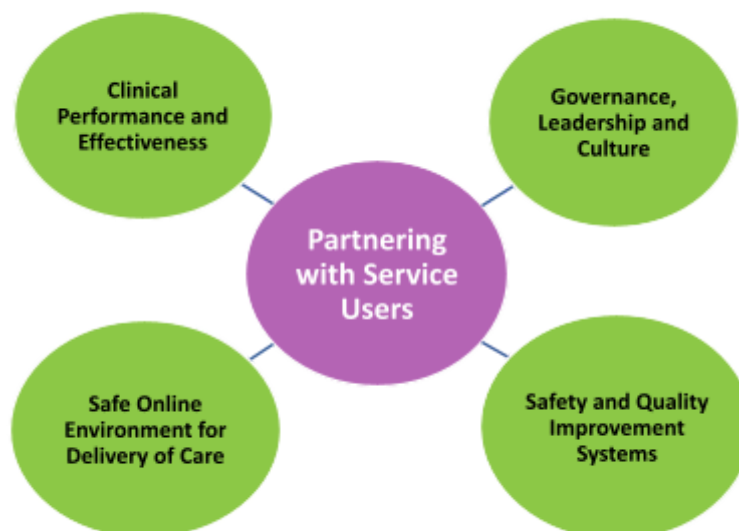 Clinical
Performance and
Effectiveness
Governance,
Leadership and
Culture
Partnering
with Service
Users
Safe Online
Environment for
Delivery of Care
Safety and Quality
Improvement
Systems